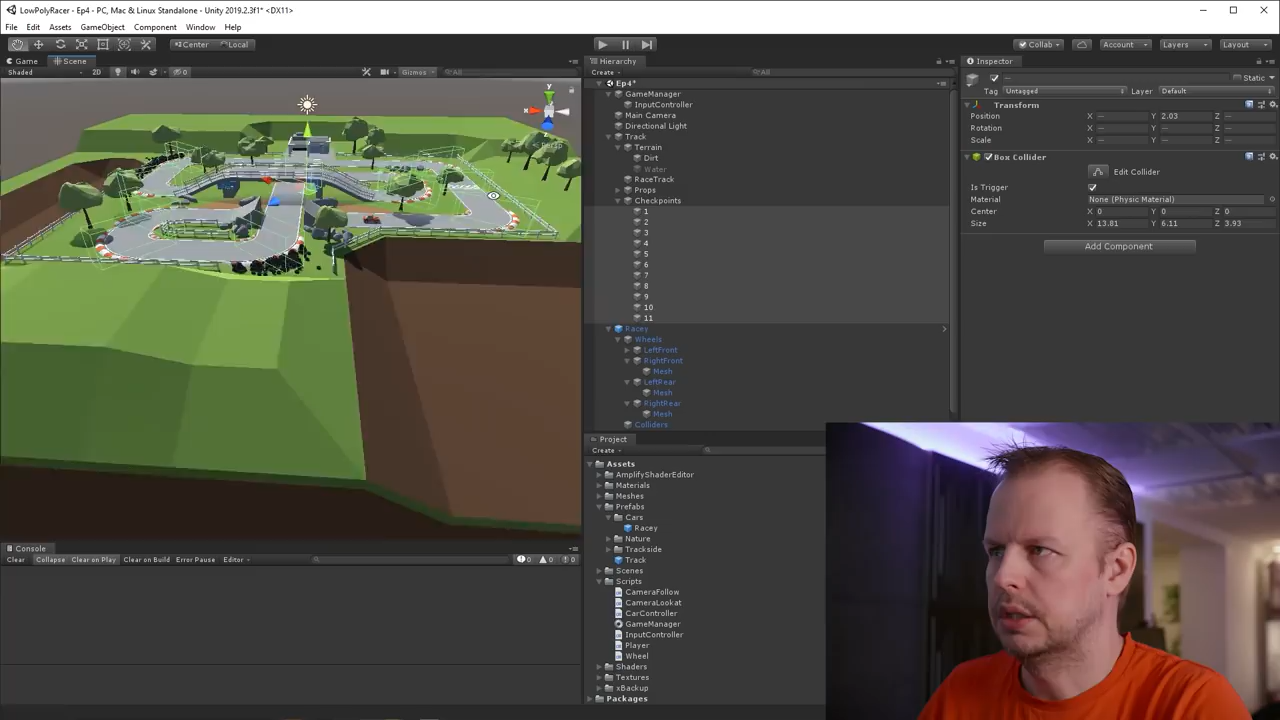 LowPolyRacer - Ep4 - PC, Mac & Linux Standalone - Unity 2019.2.3f1* <DX11>
File Edit Assets GameObject Component Window Help
Center Local
Collab Account Layers Layout
Game Scene
Shaded 2D 0 Gizmos All
y
x
Persp
Console
Clear Collapse Clear on Play Clear on Build Error Pause Editor 0 0 0
Hierarchy
Create All
Ep4*
GameManager
InputController
Main Camera
Directional Light
Track
Terrain
Dirt
Water
RaceTrack
Props
Checkpoints
1
2
3
4
5
6
7
8
9
10
11
Racey
Wheels
LeftFront
RightFront
Mesh
LeftRear
Mesh
RightRear
Mesh
Colliders
Project
Create
Assets
AmplifyShaderEditor
Materials
Meshes
Prefabs
Cars
Racey
Nature
Trackside
Track
Scenes
Scripts
CameraFollow
CameraLookat
CarController
GameManager
InputController
Player
Wheel
Shaders
Textures
xBackup
Packages
Inspector
— Static
Tag Untagged Layer Default
Transform
Position X — Y 2.03 Z —
Rotation X — Y — Z —
Scale X — Y — Z —
Box Collider
Edit Collider
Is Trigger
Material None (Physic Material)
Center X 0 Y 0 Z 0
Size X 13.81 Y 6.11 Z 3.93
Add Component